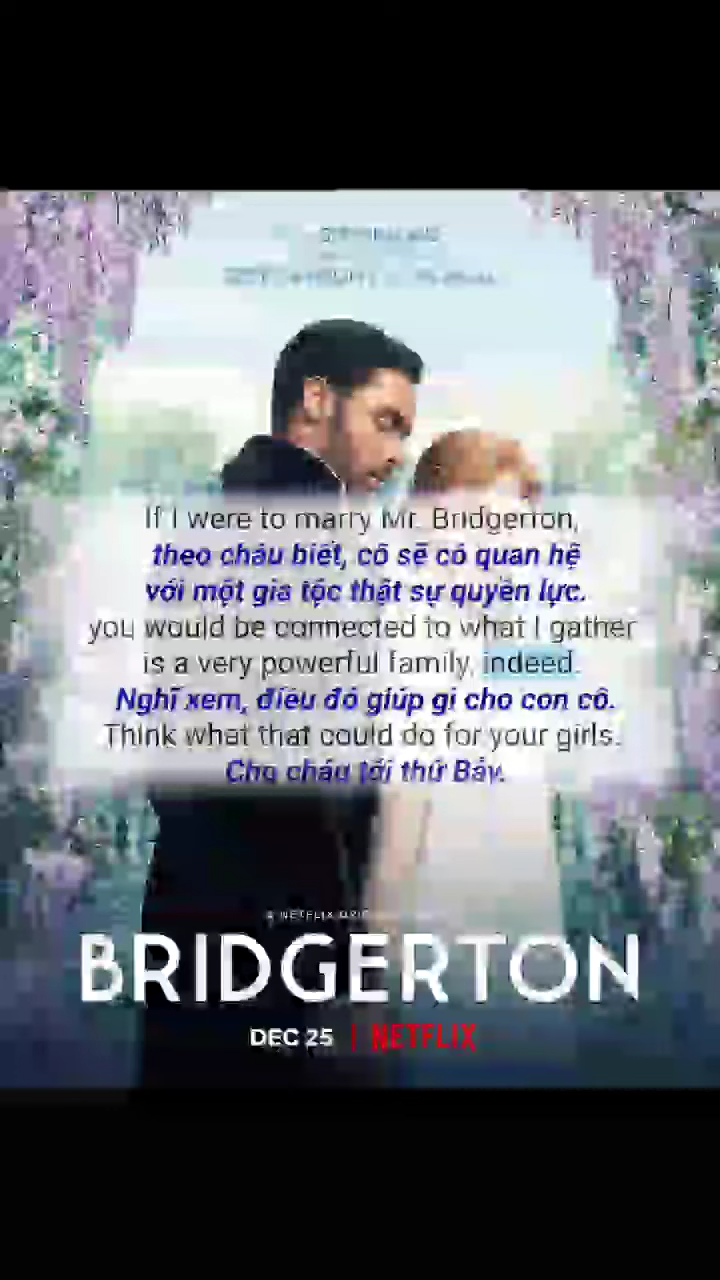 If I were to marry Mr. Bridgerton,
theo cháu biết, cô sẽ có quan hệ
với một gia tộc thật sự quyền lực.
you would be connected to what I gather
is a very powerful family, indeed.
Nghĩ xem, điều đó giúp gì cho con cô.
Think what that could do for your girls.
Cho cháu tới thứ Bảy.
A NETFLIX
BRIDGERTON
DEC 25 | NETFLIX